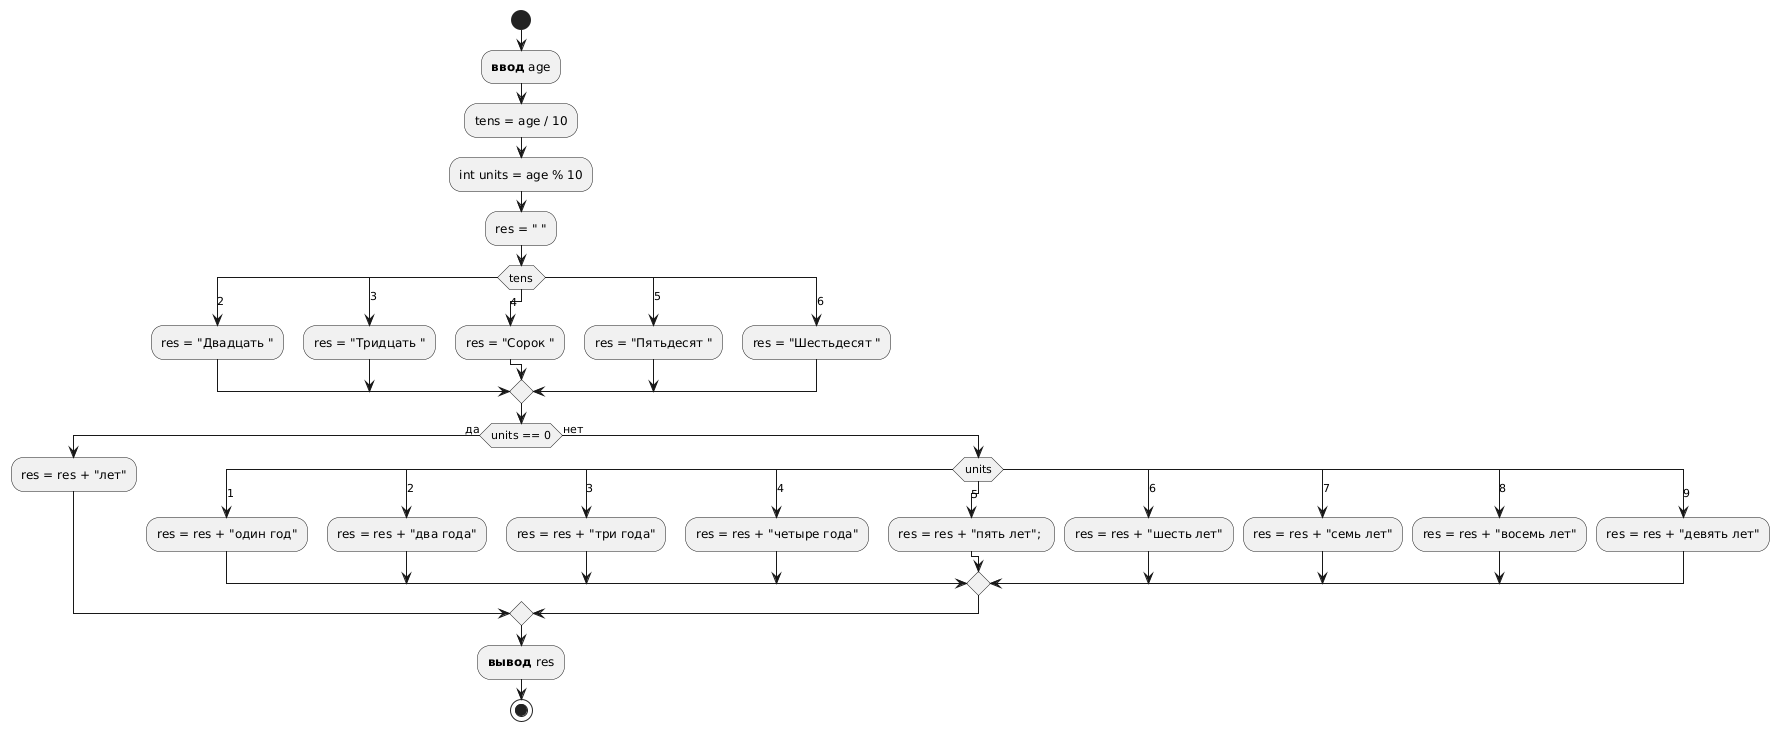 ввод age
tens = age / 10
int units = age % 10
res = " "
tens
2
3
4
5
6
res = "Двадцать "
res = "Тридцать "
res = "Сорок "
res = "Пятьдесят "
res = "Шестьдесят "
да
units == 0
нет
res = res + "лет"
units
1
2
3
4
5
6
7
8
9
res = res + "один год"
res = res + "два года"
res = res + "три года"
res = res + "четыре года"
res = res + "пять лет";
res = res + "шесть лет"
res = res + "семь лет"
res = res + "восемь лет"
res = res + "девять лет"
вывод res